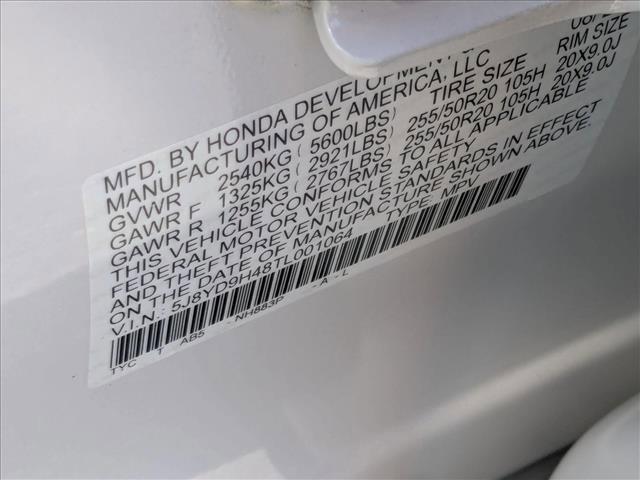 MFD. BY HONDA DEVELOPMENT &
MANUFACTURING OF AMERICA, LLC
TIRE SIZE RIM SIZE
GVWR 2540KG ( 5600LBS)
GAWR F 1325KG ( 2921LBS) 255/50R20 105H 20X9.0J
GAWR R 1255KG ( 2767LBS) 255/50R20 105H 20X9.0J
THIS VEHICLE CONFORMS TO ALL APPLICABLE
FEDERAL MOTOR VEHICLE SAFETY
AND THEFT PREVENTION STANDARDS IN EFFECT
ON THE DATE OF MANUFACTURE SHOWN ABOVE.
V.I.N.: 5J8YD9H48TL001064 TYPE: MPV
TYC T AB5 -NH883P -A-L